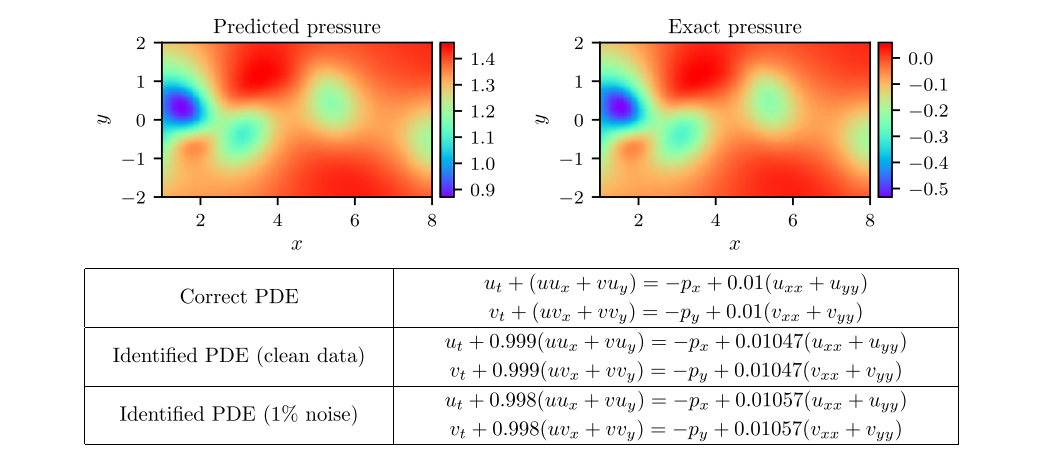 Predicted pressure
Exact pressure
2
1
0
−1
−2
y
2
4
6
8
x
1.4
1.3
1.2
1.1
1.0
0.9
2
1
0
−1
−2
y
2
4
6
8
x
0.0
−0.1
−0.2
−0.3
−0.4
−0.5
Correct PDE
u_t + (uu_x + vu_y) = −p_x + 0.01(u_xx + u_yy)
v_t + (uv_x + vv_y) = −p_y + 0.01(v_xx + v_yy)
Identified PDE (clean data)
u_t + 0.999(uu_x + vu_y) = −p_x + 0.01047(u_xx + u_yy)
v_t + 0.999(uv_x + vv_y) = −p_y + 0.01047(v_xx + v_yy)
Identified PDE (1% noise)
u_t + 0.998(uu_x + vu_y) = −p_x + 0.01057(u_xx + u_yy)
v_t + 0.998(uv_x + vv_y) = −p_y + 0.01057(v_xx + v_yy)